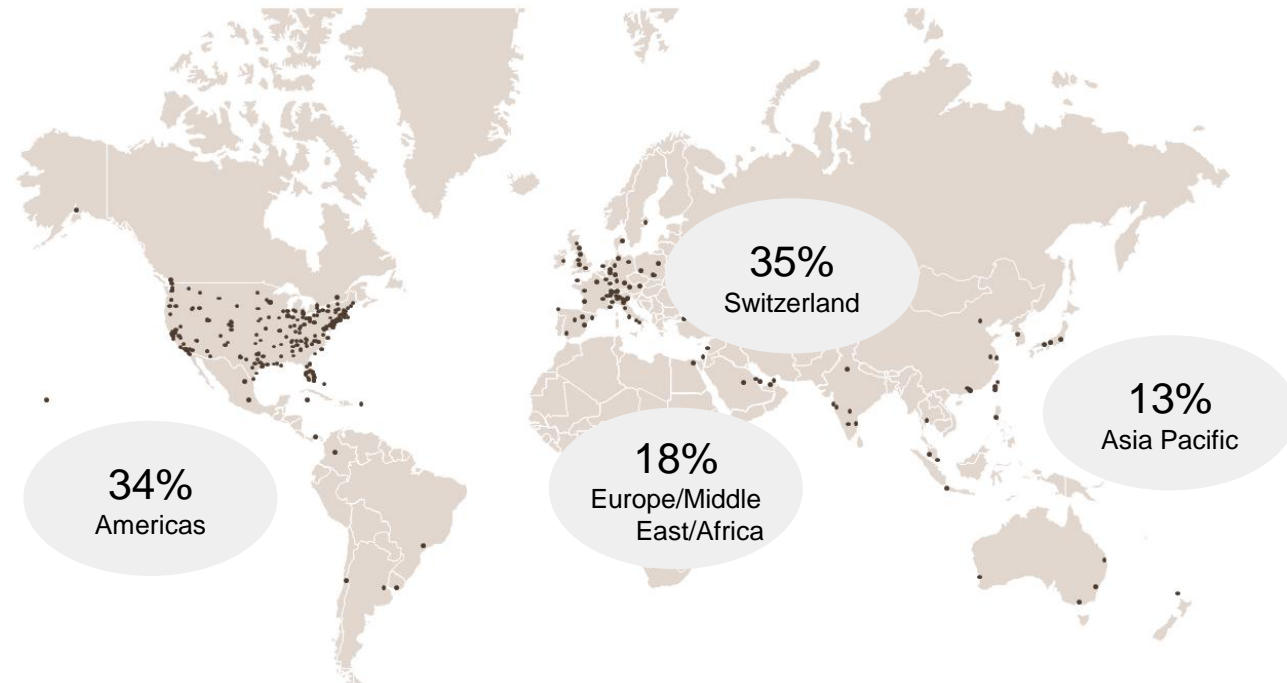 35%
Switzerland
13%
Asia Pacific
34%
Americas
18%
Europe/Middle
East/Africa